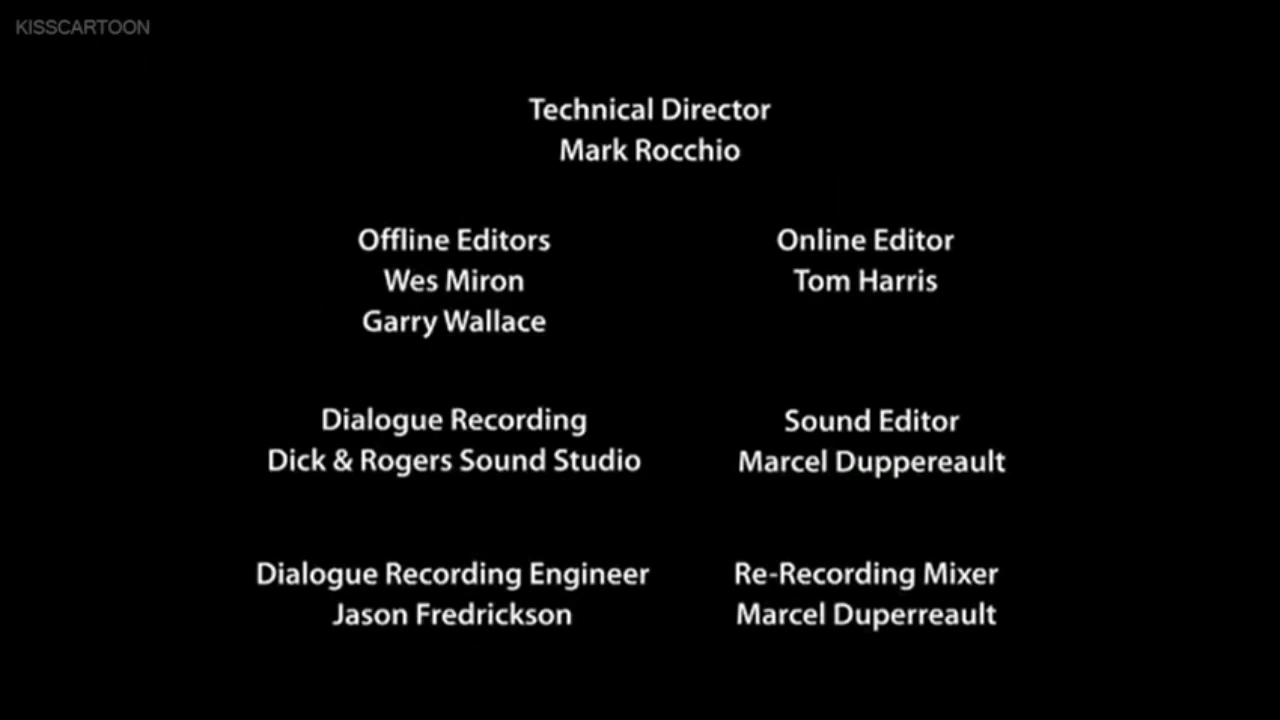 KISSCARTOON
Technical Director
Mark Rocchio
Offline Editors
Wes Miron
Garry Wallace
Online Editor
Tom Harris
Dialogue Recording
Dick & Rogers Sound Studio
Sound Editor
Marcel Duppereault
Dialogue Recording Engineer
Jason Fredrickson
Re-Recording Mixer
Marcel Duperreault